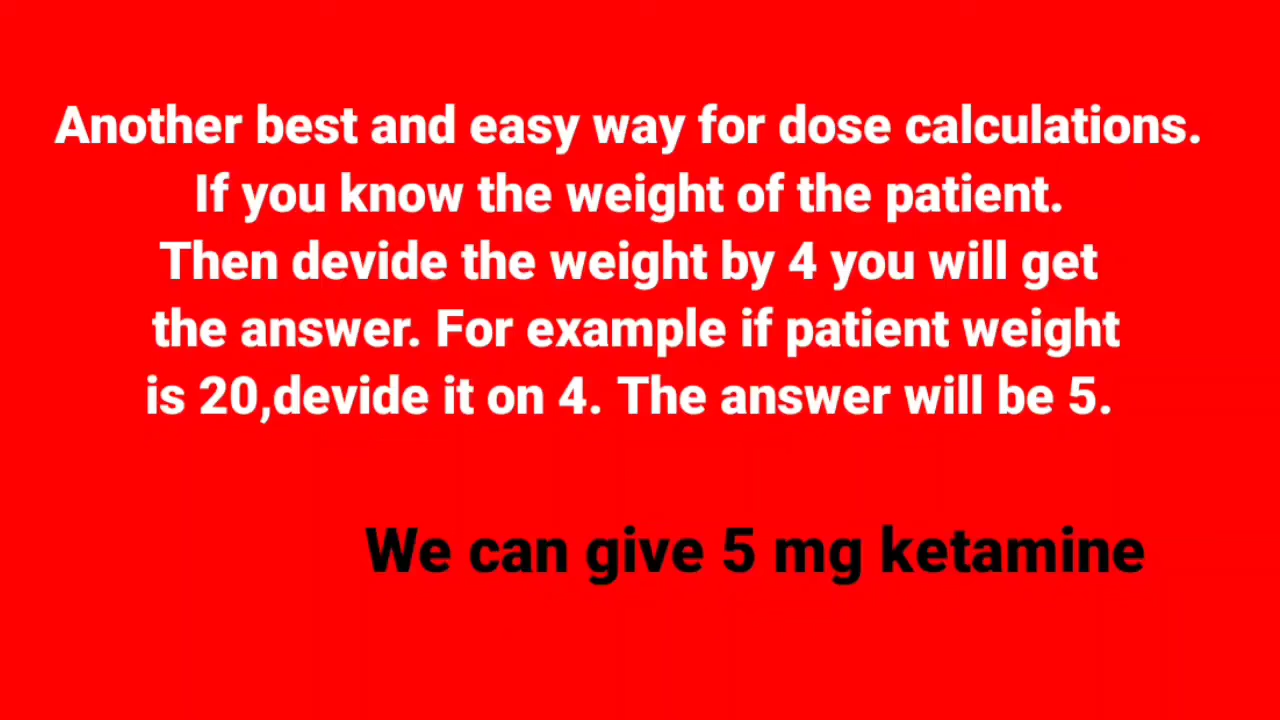 Another best and easy way for dose calculations.
If you know the weight of the patient.
Then devide the weight by 4 you will get
the answer. For example if patient weight
is 20,devide it on 4. The answer will be 5.
We can give 5 mg ketamine